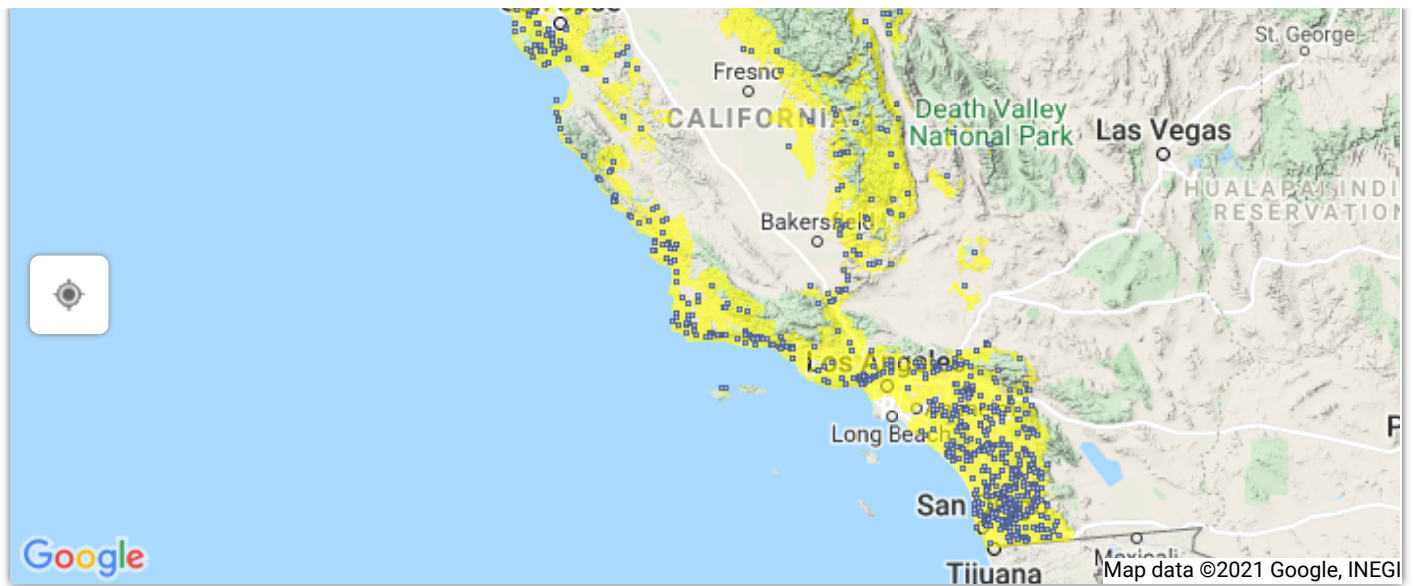 St. George
Fresno
CALIFORNIA
Death Valley
National Park
Las Vegas
HUALAPAI INDI
RESERVATION
Bakersfield
Los Angeles
Long Beach
P
San
Tijuana
Mexicali
Google
Map data ©2021 Google, INEGI